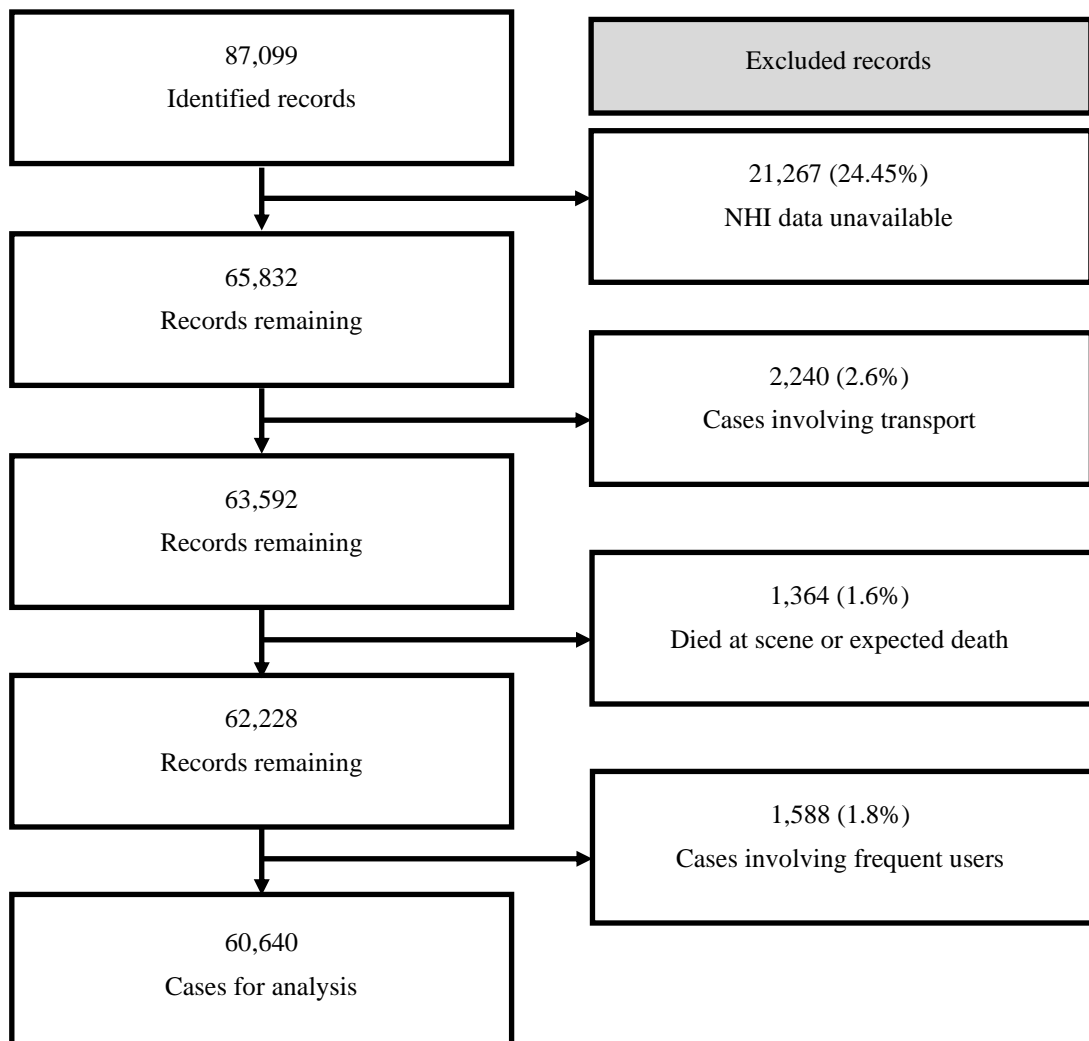 87,099
Identified records
Excluded records
21,267 (24.45%)
NHI data unavailable
65,832
Records remaining
2,240 (2.6%)
Cases involving transport
63,592
Records remaining
1,364 (1.6%)
Died at scene or expected death
62,228
Records remaining
1,588 (1.8%)
Cases involving frequent users
60,640
Cases for analysis